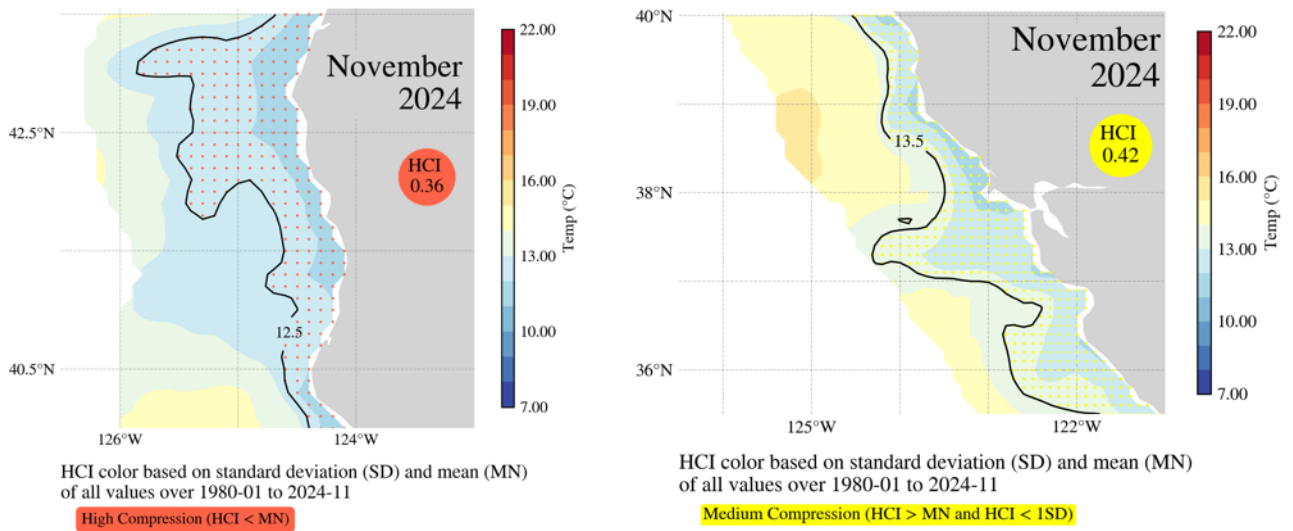 November
2024
HCI
0.36
42.5°N
40.5°N
126°W
124°W
12.5
22.00
19.00
16.00
13.00
10.00
7.00
Temp (°C)
HCI color based on standard deviation (SD) and mean (MN)
of all values over 1980-01 to 2024-11
High Compression (HCI < MN)
November
2024
HCI
0.42
40°N
38°N
36°N
125°W
122°W
13.5
22.00
19.00
16.00
13.00
10.00
7.00
Temp (°C)
HCI color based on standard deviation (SD) and mean (MN)
of all values over 1980-01 to 2024-11
Medium Compression (HCI > MN and HCI < 1SD)